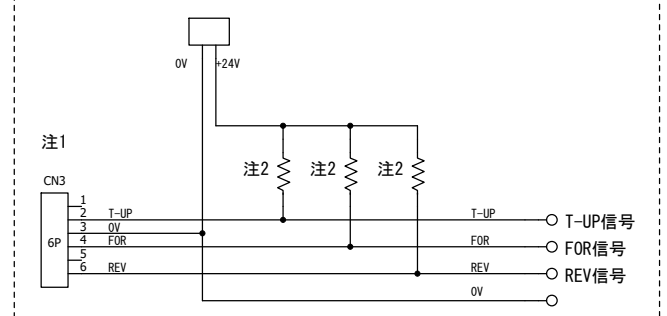 0V +24V
注1
注2 注2 注2
CN3
1
2 T-UP T-UP T-UP信号
3 0V
6P 4 FOR FOR FOR信号
5
6 REV REV REV信号
0V